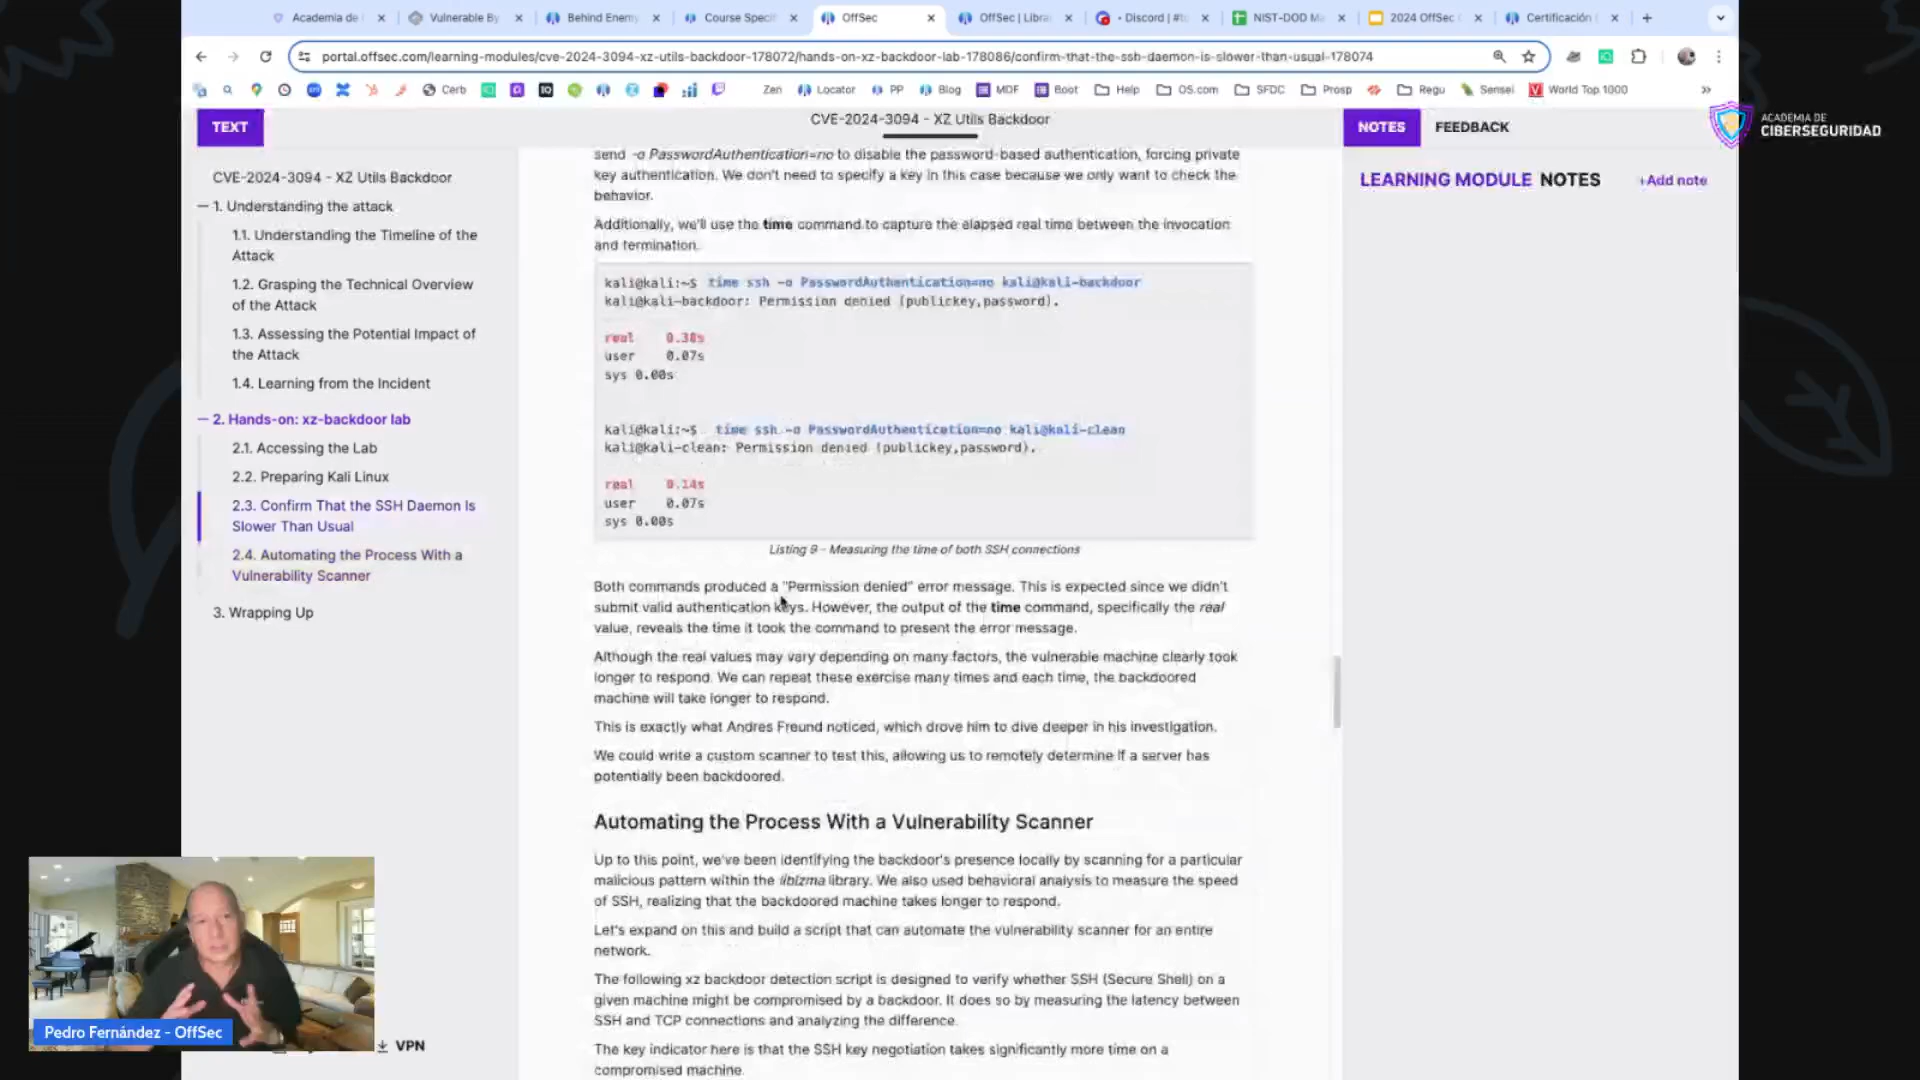 Academia de
Vulnerable By
Behind Enem
Course Specif
OffSec
OffSec | Libra
• Discord | #t
NIST-DOD Ma
2024 OffSec
Certificación
portal.offsec.com/learning-modules/cve-2024-3094-xz-utils-backdoor-178072/hands-on-xz-backdoor-lab-178086/confirm-that-the-ssh-daemon-is-slower-than-usual-178074
Cerb
Zen
Locator
PP
Blog
MDF
Boot
Help
OS.com
SFDC
Prosp
Regu
Sensei
World Top 1000
ACADEMIA DE
CIBERSEGURIDAD
TEXT
CVE-2024-3094 - XZ Utils Backdoor
NOTES
FEEDBACK
LEARNING MODULE NOTES
+Add note
CVE-2024-3094 - XZ Utils Backdoor
1. Understanding the attack
1.1. Understanding the Timeline of the
Attack
1.2. Grasping the Technical Overview
of the Attack
1.3. Assessing the Potential Impact of
the Attack
1.4. Learning from the Incident
2. Hands-on: xz-backdoor lab
2.1. Accessing the Lab
2.2. Preparing Kali Linux
2.3. Confirm That the SSH Daemon Is
Slower Than Usual
2.4. Automating the Process With a
Vulnerability Scanner
3. Wrapping Up
send -o PasswordAuthentication=no to disable the password-based authentication, forcing private
key authentication. We don't need to specify a key in this case because we only want to check the
behavior.
Additionally, we'll use the time command to capture the elapsed real time between the invocation
and termination.
kali@kali:~$ time ssh -o PasswordAuthentication=no kali@kali-backdoor
kali@kali-backdoor: Permission denied (publickey,password).
real 0.38s
user 0.07s
sys 0.00s
kali@kali:~$ time ssh -o PasswordAuthentication=no kali@kali-clean
kali@kali-clean: Permission denied (publickey,password).
real 0.14s
user 0.07s
sys 0.00s
Listing 9 - Measuring the time of both SSH connections
Both commands produced a "Permission denied" error message. This is expected since we didn't
submit valid authentication keys. However, the output of the time command, specifically the real
value, reveals the time it took the command to present the error message.
Although the real values may vary depending on many factors, the vulnerable machine clearly took
longer to respond. We can repeat these exercise many times and each time, the backdoored
machine will take longer to respond.
This is exactly what Andres Freund noticed, which drove him to dive deeper in his investigation.
We could write a custom scanner to test this, allowing us to remotely determine if a server has
potentially been backdoored.
Automating the Process With a Vulnerability Scanner
Up to this point, we've been identifying the backdoor's presence locally by scanning for a particular
malicious pattern within the liblzma library. We also used behavioral analysis to measure the speed
of SSH, realizing that the backdoored machine takes longer to respond.
Let's expand on this and build a script that can automate the vulnerability scanner for an entire
network.
The following xz backdoor detection script is designed to verify whether SSH (Secure Shell) on a
given machine might be compromised by a backdoor. It does so by measuring the latency between
SSH and TCP connections and analyzing the difference.
The key indicator here is that the SSH key negotiation takes significantly more time on a
compromised machine.
Pedro Fernández - OffSec
VPN